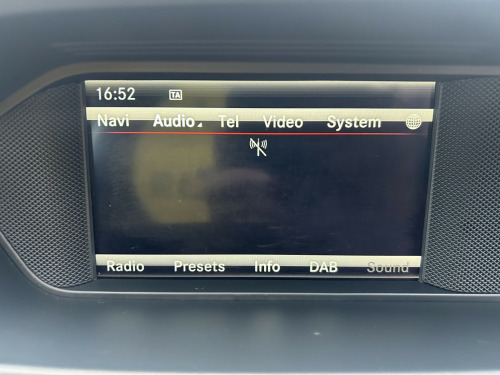 16:52 TA
Navi Audio Tel Video System
Radio Presets Info DAB Sound